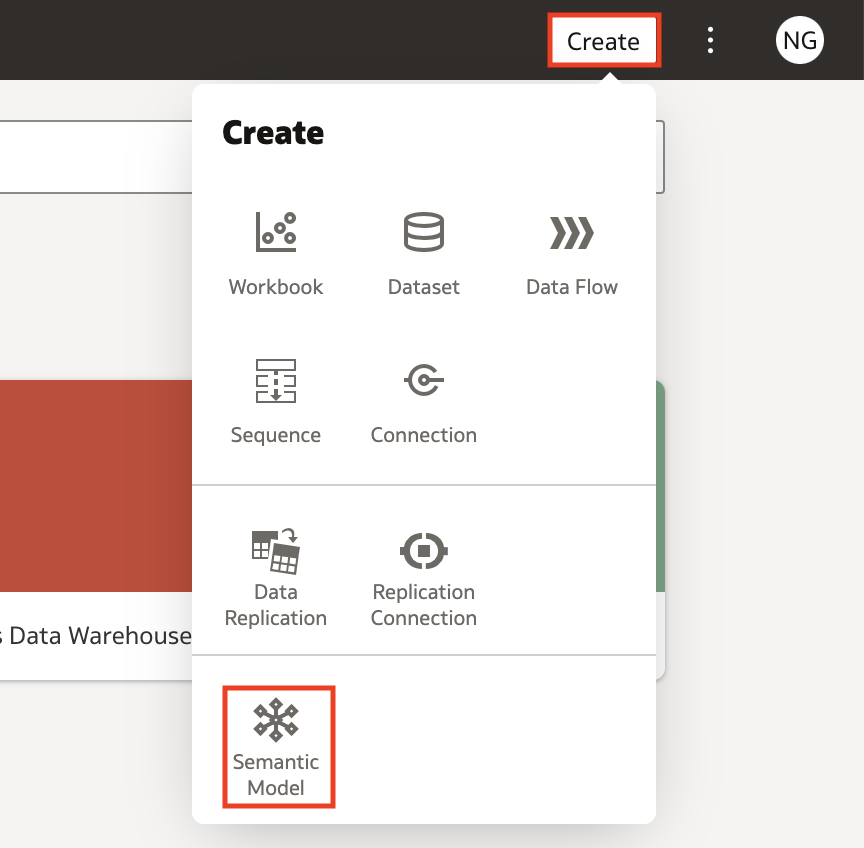 Create
NG
Create
Workbook
Dataset
Data Flow
Sequence
Connection
Data
Replication
Replication
Connection
s Data Warehouse
Semantic
Model